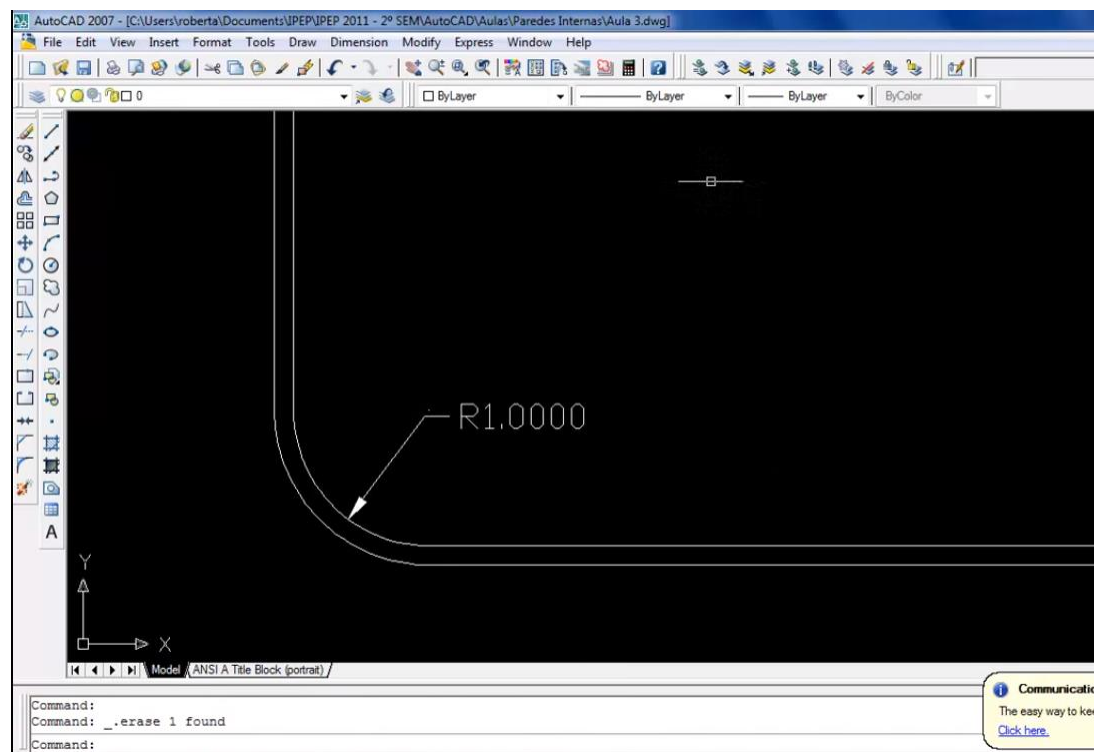 AutoCAD 2007 - [C:\Users\roberta\Documents\IPEP\IPEP 2011 - 2º SEM\AutoCAD\Aulas\Paredes Internas\Aula 3.dwg]
File Edit View Insert Format Tools Draw Dimension Modify Express Window Help
0 ByLayer ByLayer ByLayer ByColor
R1.0000
A
Y
X
Model ANSI A Title Block (portrait)
Command:
Command: _.erase 1 found
Command:
Communicatio
The easy way to kee
Click here.